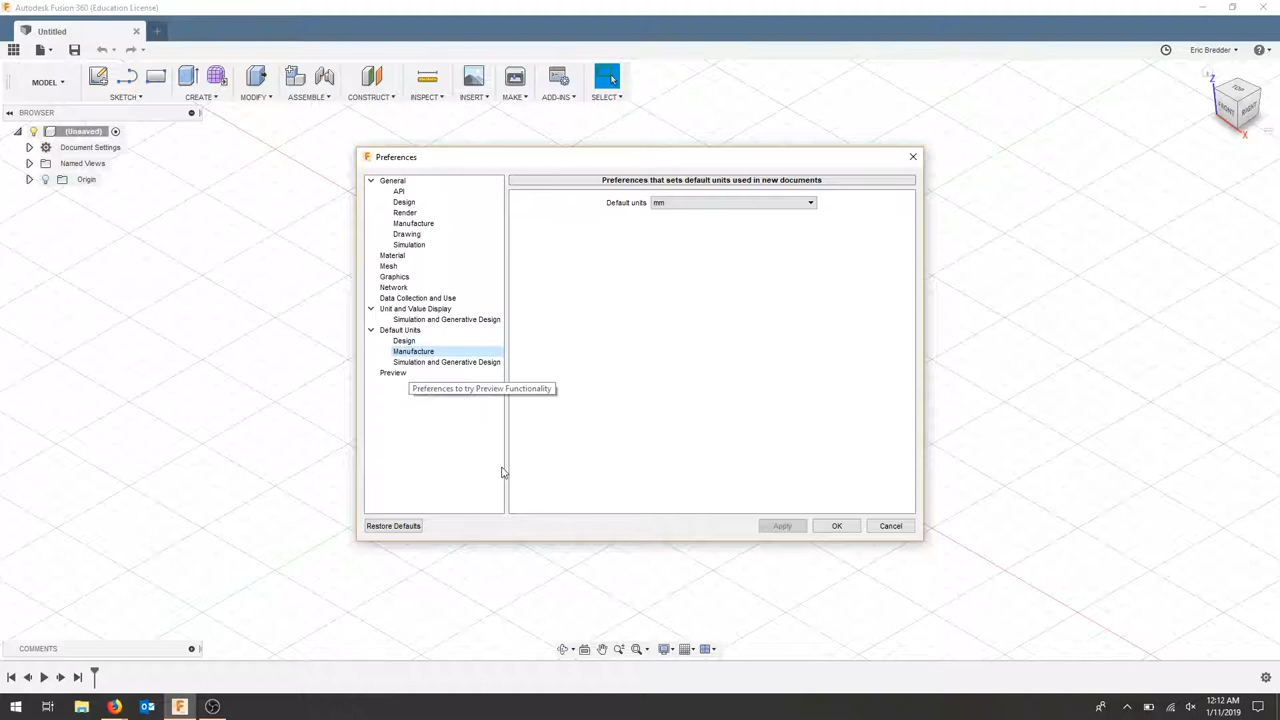 Autodesk Fusion 360 (Education License)
Untitled
Eric Bredder
MODEL
SKETCH
CREATE
MODIFY
ASSEMBLE
CONSTRUCT
INSPECT
INSERT
MAKE
ADD-INS
SELECT
TOP
FRONT
RIGHT
Z
X
BROWSER
(Unsaved)
Document Settings
Named Views
Origin
Preferences
General
API
Design
Render
Manufacture
Drawing
Simulation
Material
Mesh
Graphics
Network
Data Collection and Use
Unit and Value Display
Simulation and Generative Design
Default Units
Design
Manufacture
Simulation and Generative Design
Preview
Preferences to try Preview Functionality
Preferences that sets default units used in new documents
Default units mm
Restore Defaults
Apply
OK
Cancel
COMMENTS
12:12 AM
1/11/2019